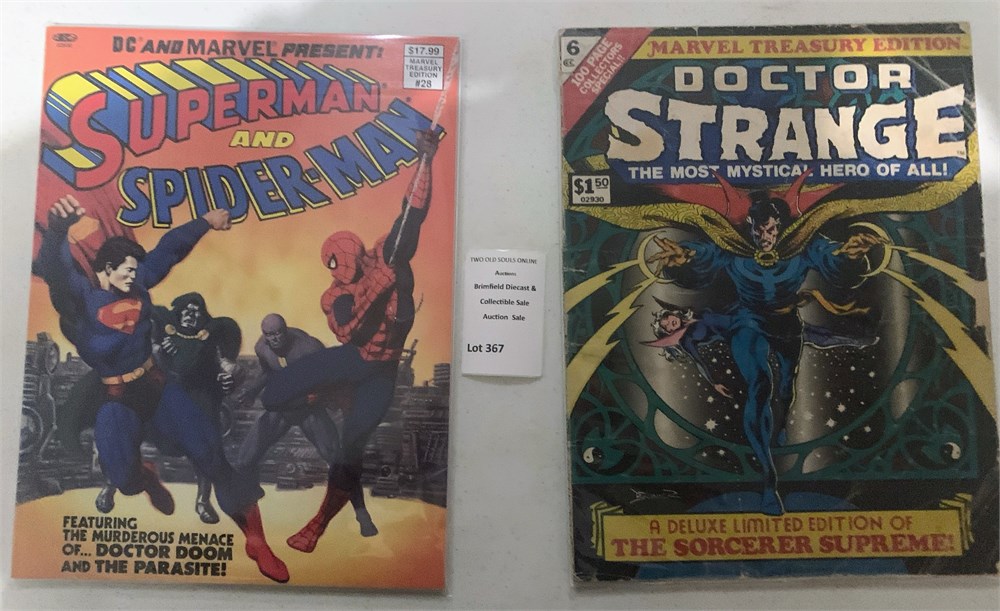 DC AND MARVEL PRESENT:
$17.99
MARVEL
TREASURY
EDITION
#28
SUPERMAN
AND
SPIDER-MAN
FEATURING
THE MURDEROUS MENACE
OF... DOCTOR DOOM
AND THE PARASITE!
TWO OLD SOULS ONLINE
Auctions
Brimfield Diecast &
Collectible Sale
Auction Sale
Lot 367
6
100 PAGE
COLLECTORS
SPECIAL!
MARVEL TREASURY EDITION
DOCTOR
STRANGE
THE MOST MYSTICAL HERO OF ALL!
$1.50
02930
A DELUXE LIMITED EDITION OF
THE SORCERER SUPREME!